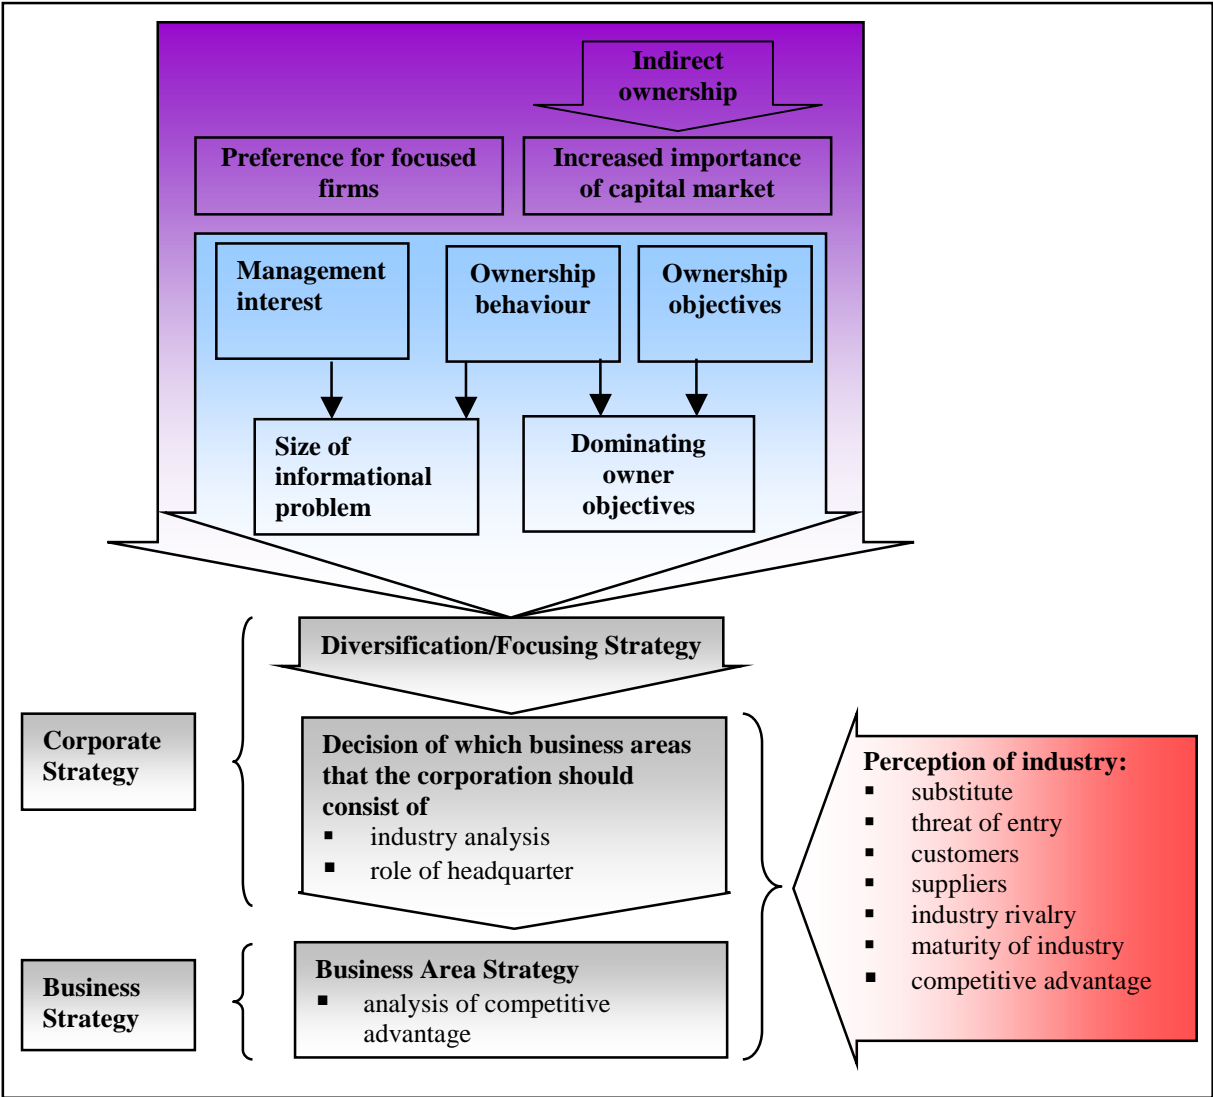 Indirect
ownership
Preference for focused
firms
Increased importance
of capital market
Management
interest
Ownership
behaviour
Ownership
objectives
Size of
informational
problem
Dominating
owner
objectives
Diversification/Focusing Strategy
Corporate
Strategy
Decision of which business areas
that the corporation should
consist of
▪ industry analysis
▪ role of headquarter
Perception of industry:
▪ substitute
▪ threat of entry
▪ customers
▪ suppliers
▪ industry rivalry
▪ maturity of industry
▪ competitive advantage
Business
Strategy
Business Area Strategy
▪ analysis of competitive
advantage